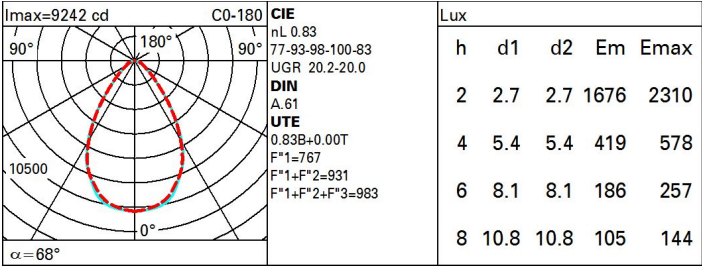 Imax=9242 cd C0-180
90° 180° 90°
10500
0°
α=68°
CIE
nL 0.83
77-93-98-100-83
UGR 20.2-20.0
DIN
A.61
UTE
0.83B+0.00T
F"1=767
F"1+F"2=931
F"1+F"2+F"3=983
Lux
h d1 d2 Em Emax
2 2.7 2.7 1676 2310
4 5.4 5.4 419 578
6 8.1 8.1 186 257
8 10.8 10.8 105 144